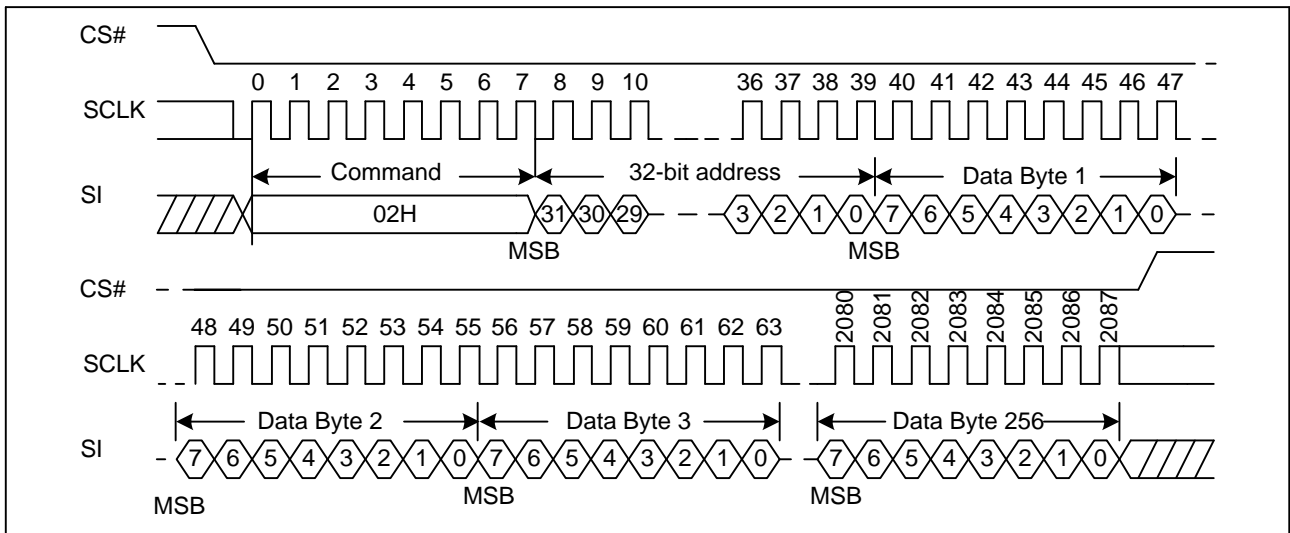 CS#
0 1 2 3 4 5 6 7 8 9 10 36 37 38 39 40 41 42 43 44 45 46 47
SCLK
Command 32-bit address Data Byte 1
SI
02H 31 30 29 3 2 1 0 7 6 5 4 3 2 1 0
MSB MSB
CS#
48 49 50 51 52 53 54 55 56 57 58 59 60 61 62 63 2080 2081 2082 2083 2084 2085 2086 2087
SCLK
Data Byte 2 Data Byte 3 Data Byte 256
SI
7 6 5 4 3 2 1 0 7 6 5 4 3 2 1 0 7 6 5 4 3 2 1 0
MSB MSB MSB